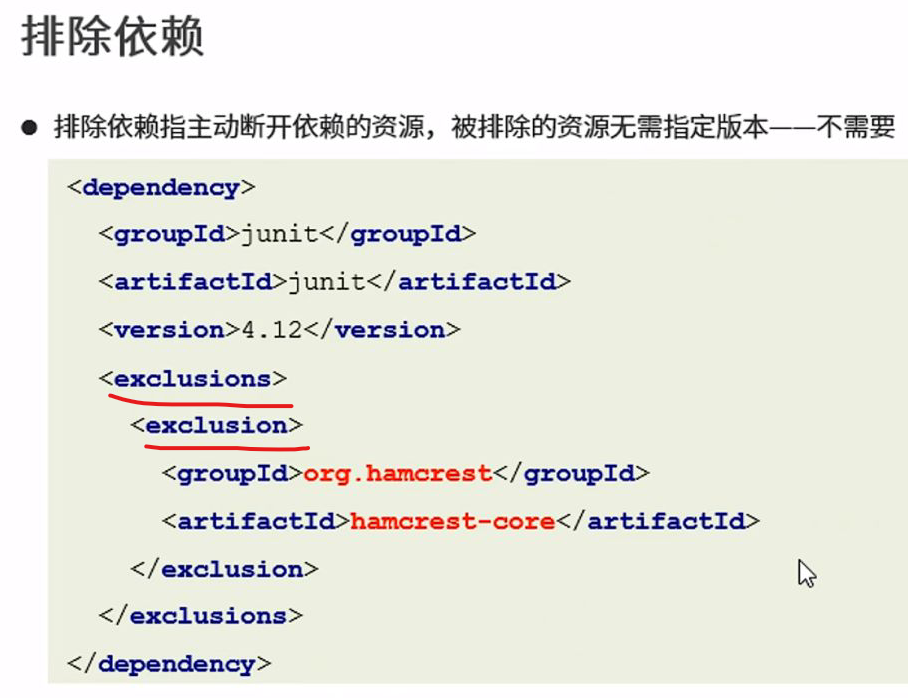 排除依赖
● 排除依赖指主动断开依赖的资源，被排除的资源无需指定版本——不需要
<dependency>
<groupId>junit</groupId>
<artifactId>junit</artifactId>
<version>4.12</version>
<exclusions>
<exclusion>
<groupId>org.hamcrest</groupId>
<artifactId>hamcrest-core</artifactId>
</exclusion>
</exclusions>
</dependency>